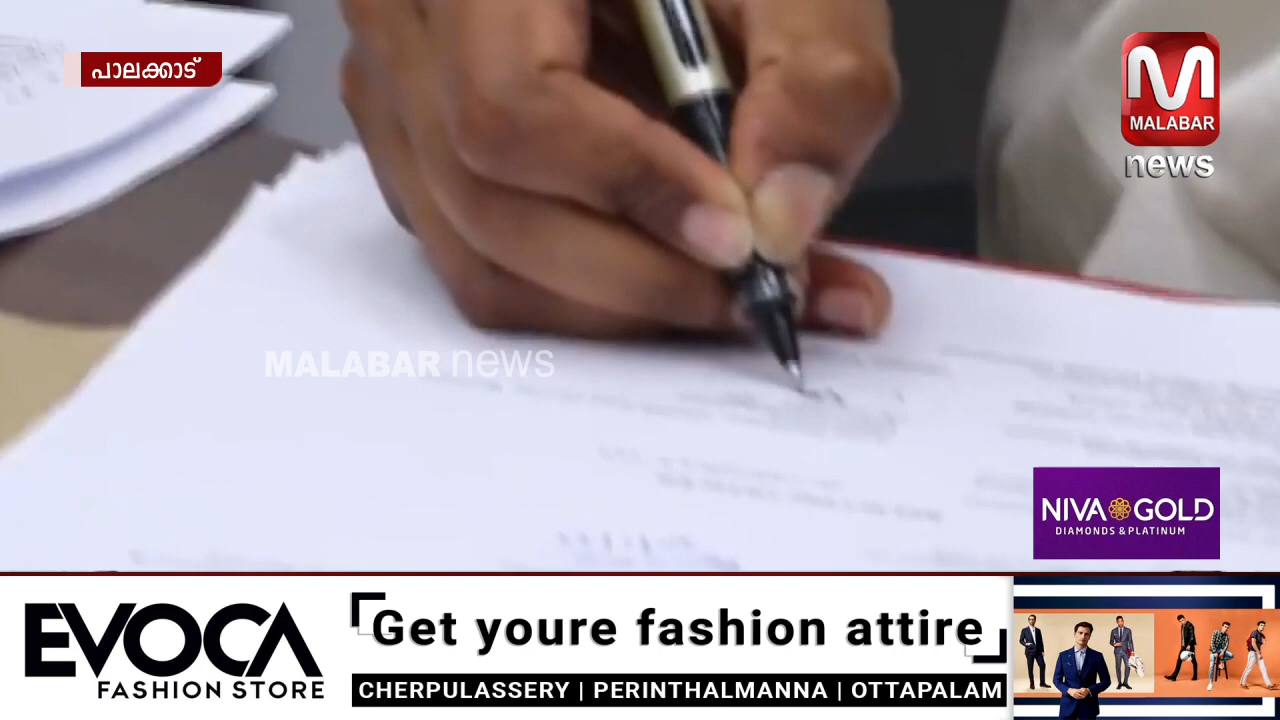 പാലക്കാട്
M
MALABAR
news
MALABAR news
NIVA GOLD
DIAMONDS & PLATINUM
EVOCA
FASHION STORE
Get youre fashion attire
CHERPULASSERY | PERINTHALMANNA | OTTAPALAM